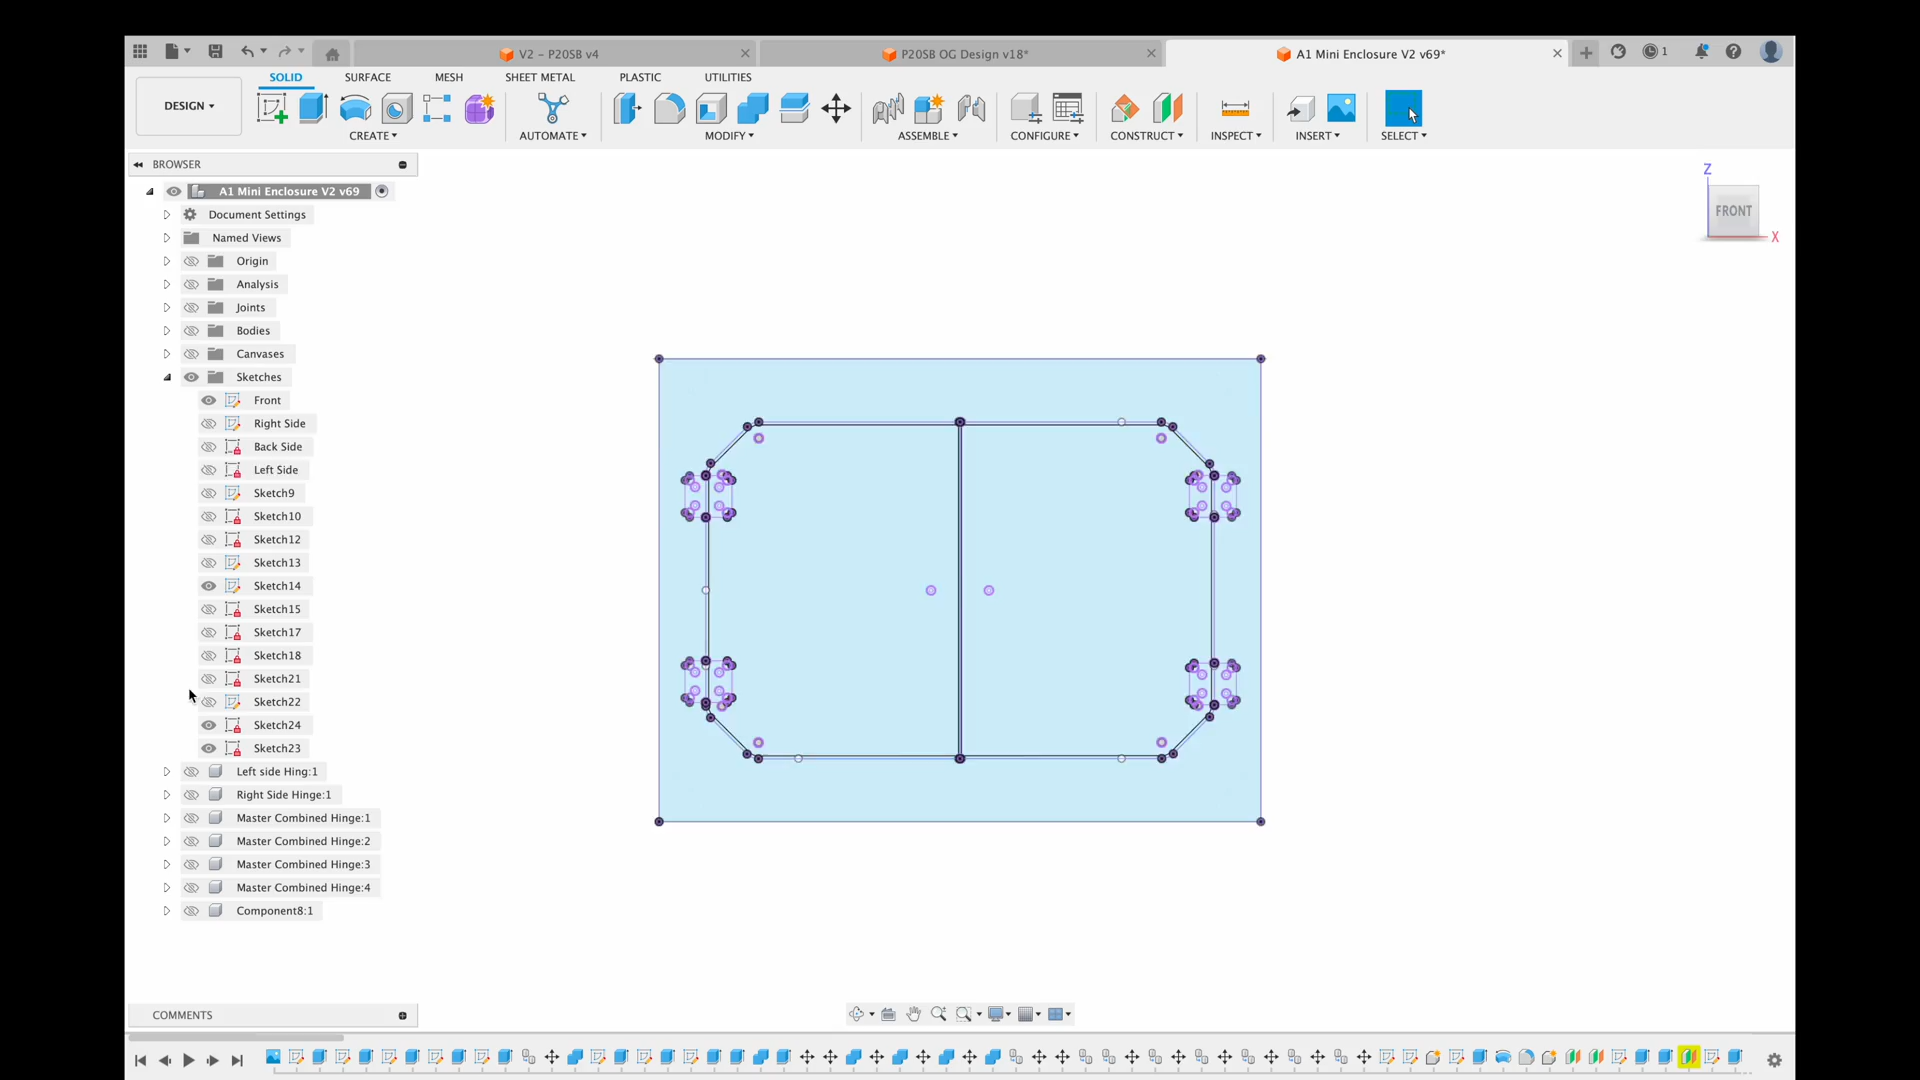 V2 – P20SB v4
P20SB OG Design v18*
A1 Mini Enclosure V2 v69*
1
SOLID
SURFACE
MESH
SHEET METAL
PLASTIC
UTILITIES
DESIGN
CREATE
AUTOMATE
MODIFY
ASSEMBLE
CONFIGURE
CONSTRUCT
INSPECT
INSERT
SELECT
BROWSER
A1 Mini Enclosure V2 v69
Document Settings
Named Views
Origin
Analysis
Joints
Bodies
Canvases
Sketches
Front
Right Side
Back Side
Left Side
Sketch9
Sketch10
Sketch12
Sketch13
Sketch14
Sketch15
Sketch17
Sketch18
Sketch21
Sketch22
Sketch24
Sketch23
Left side Hing:1
Right Side Hinge:1
Master Combined Hinge:1
Master Combined Hinge:2
Master Combined Hinge:3
Master Combined Hinge:4
Component8:1
Z
FRONT
X
COMMENTS